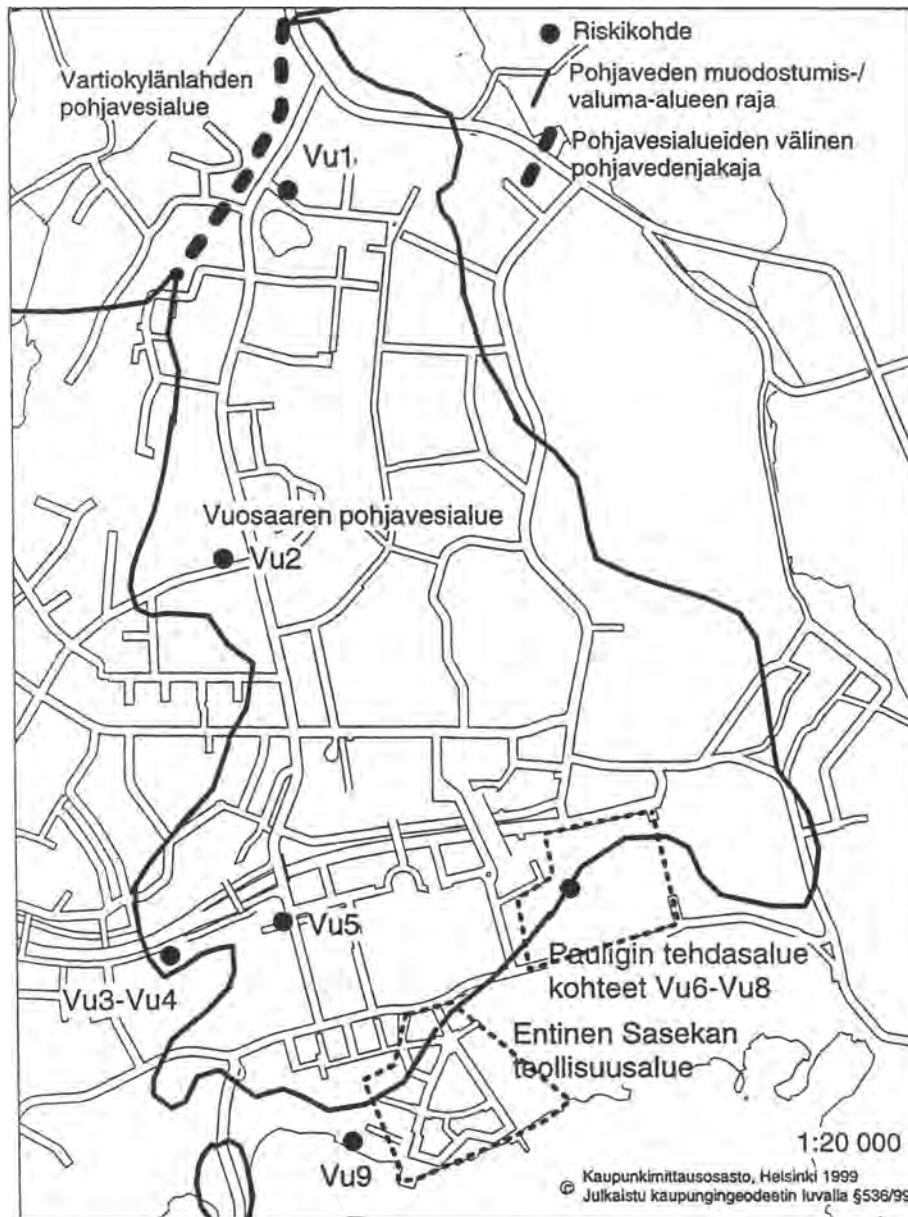 Riskikohde
Vartiokylänlahden
pohjavesialue
Pohjaveden muodostumis-/
valuma-alueen raja
Pohjavesialueiden välinen
pohjavedenjakaja
Vu1
Vuosaaren pohjavesialue
Vu2
Vu5
Vu3-Vu4
Pauligin tehdasalue
kohteet Vu6-Vu8
Entinen Sasekan
teollisuusalue
Vu9
1:20 000
© Kaupunkimittausosasto, Helsinki 1999
Julkaistu kaupungingeodeetin luvalla §536/99